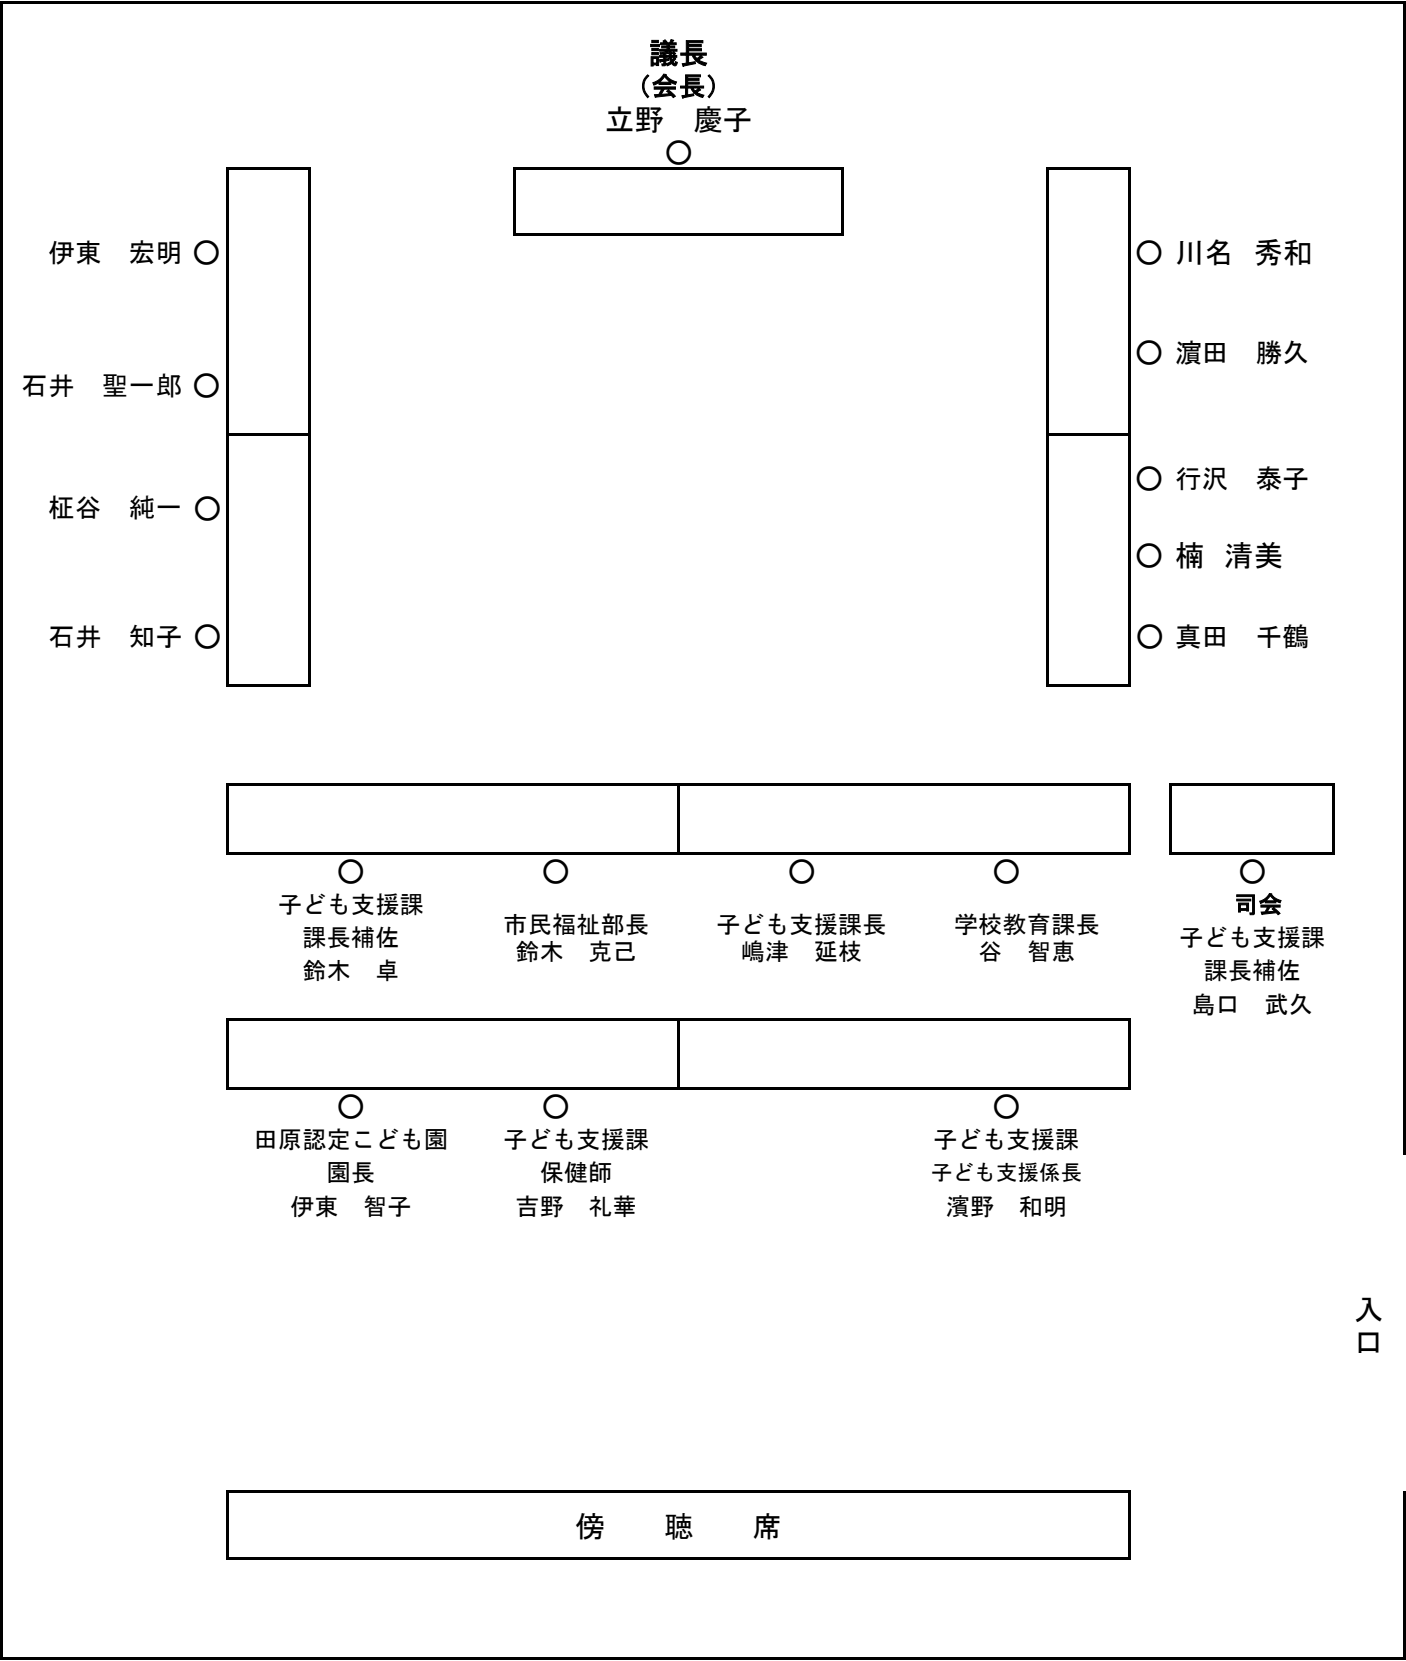 議長
（会長）
立野　慶子
伊東　宏明
石井　聖一郎
柾谷　純一
石井　知子
川名　秀和
濵田　勝久
行沢　泰子
楠　清美
真田　千鶴
子ども支援課
課長補佐
鈴木　卓
市民福祉部長
鈴木　克己
子ども支援課長
嶋津　延枝
学校教育課長
谷　智恵
司会
子ども支援課
課長補佐
島口　武久
田原認定こども園
園長
伊東　智子
子ども支援課
保健師
吉野　礼華
子ども支援課
子ども支援係長
濱野　和明
入
口
傍　聴　席